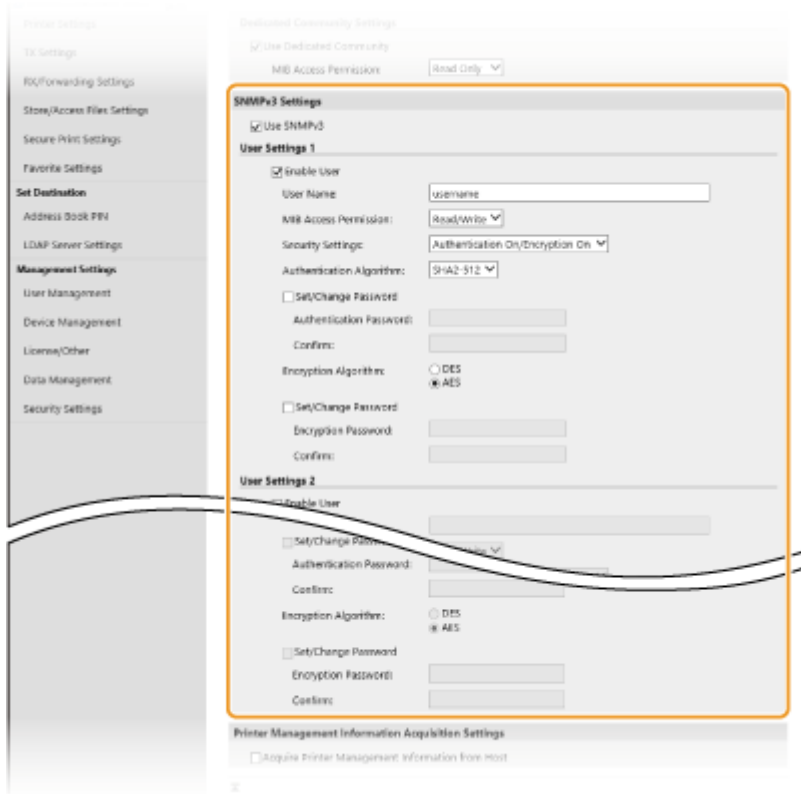 Printer Settings
TX Settings
RX/Forwarding Settings
Store/Access Files Settings
Secure Print Settings
Favorite Settings
Set Destination
Address Book PIN
LDAP Server Settings
Management Settings
User Management
Device Management
License/Other
Data Management
Security Settings
Dedicated Community Settings
Use Dedicated Community
MIB Access Permission: Read Only
SNMPv3 Settings
Use SNMPv3
User Settings 1
Enable User
User Name: username
MIB Access Permission: Read/Write
Security Settings: Authentication On/Encryption On
Authentication Algorithm: SHA2-512
Set/Change Password
Authentication Password:
Confirm:
Encryption Algorithm: DES
AES
Set/Change Password
Encryption Password:
Confirm:
User Settings 2
Enable User
Set/Change
Authentication Password:
Confirm:
Encryption Algorithm: DES
AES
Set/Change Password
Encryption Password:
Confirm:
Printer Management Information Acquisition Settings
Acquire Printer Management Information from Host